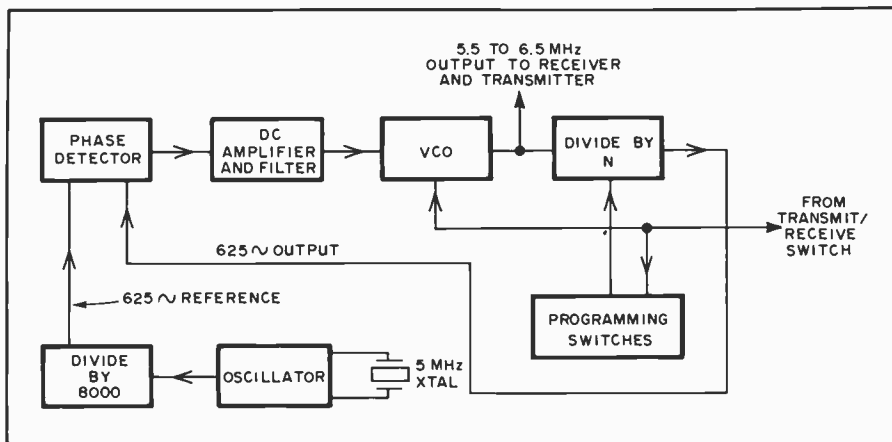 5.5 TO 6.5 MHz
OUTPUT TO RECEIVER
AND TRANSMITTER
PHASE
DETECTOR
DC
AMPLIFIER
AND FILTER
VCO
DIVIDE BY
N
FROM
TRANSMIT/
RECEIVE
SWITCH
625∿ OUTPUT
625∿ REFERENCE
PROGRAMMING
SWITCHES
DIVIDE
BY
8000
OSCILLATOR
5 MHz
XTAL